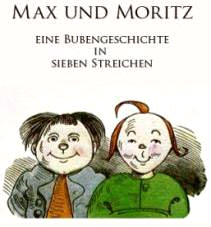 MAX UND MORITZ
EINE BUBENGESCHICHTE
IN
SIEBEN STREICHEN